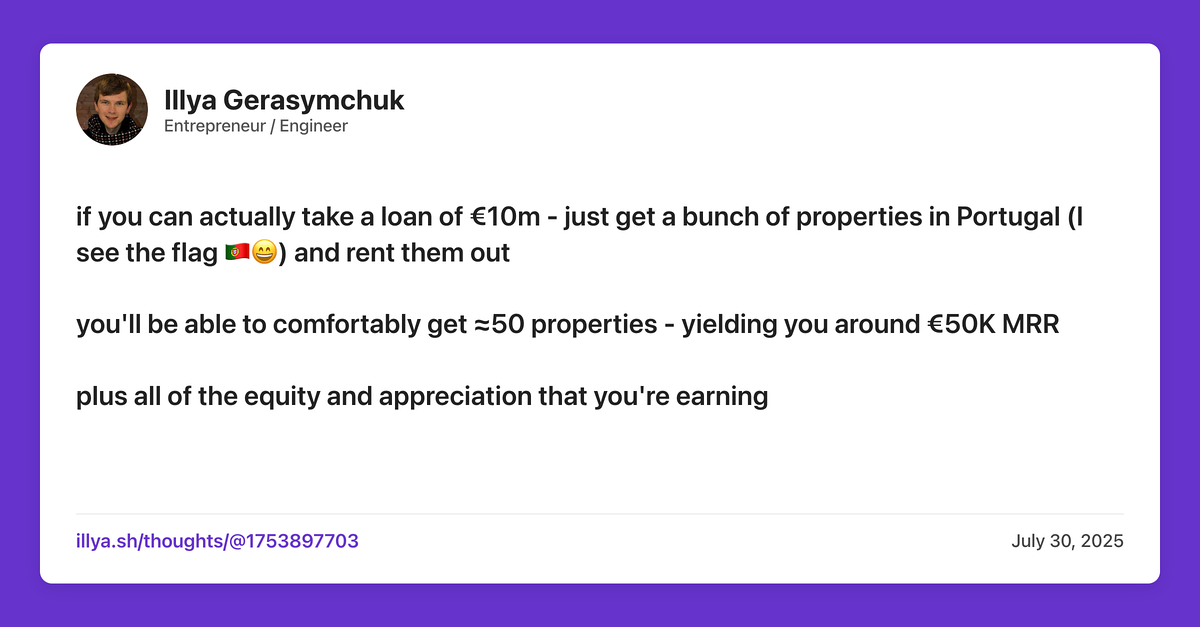 Illya Gerasymchuk
Entrepreneur / Engineer
if you can actually take a loan of €10m - just get a bunch of properties in Portugal (I
see the flag 🇵🇹😄) and rent them out
you'll be able to comfortably get ≈50 properties - yielding you around €50K MRR
plus all of the equity and appreciation that you're earning
illya.sh/thoughts/@1753897703
July 30, 2025